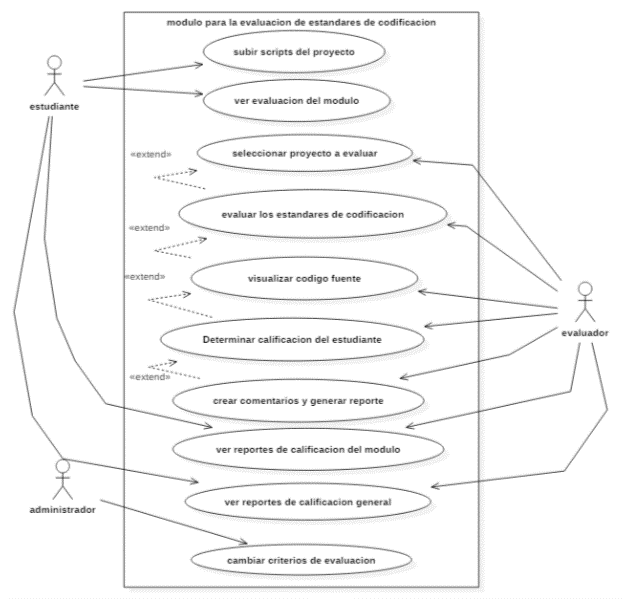 modulo para la evaluacion de estandares de codificacion
subir scripts del proyecto
estudiante
ver evaluacion del modulo
«extend»
seleccionar proyecto a evaluar
evaluar los estandares de codificacion
«extend»
«extend»
visualizar codigo fuente
evaluador
Determinar calificacion del estudiante
«extend»
crear comentarios y generar reporte
ver reportes de calificacion del modulo
ver reportes de calificacion general
administrador
cambiar criterios de evaluacion